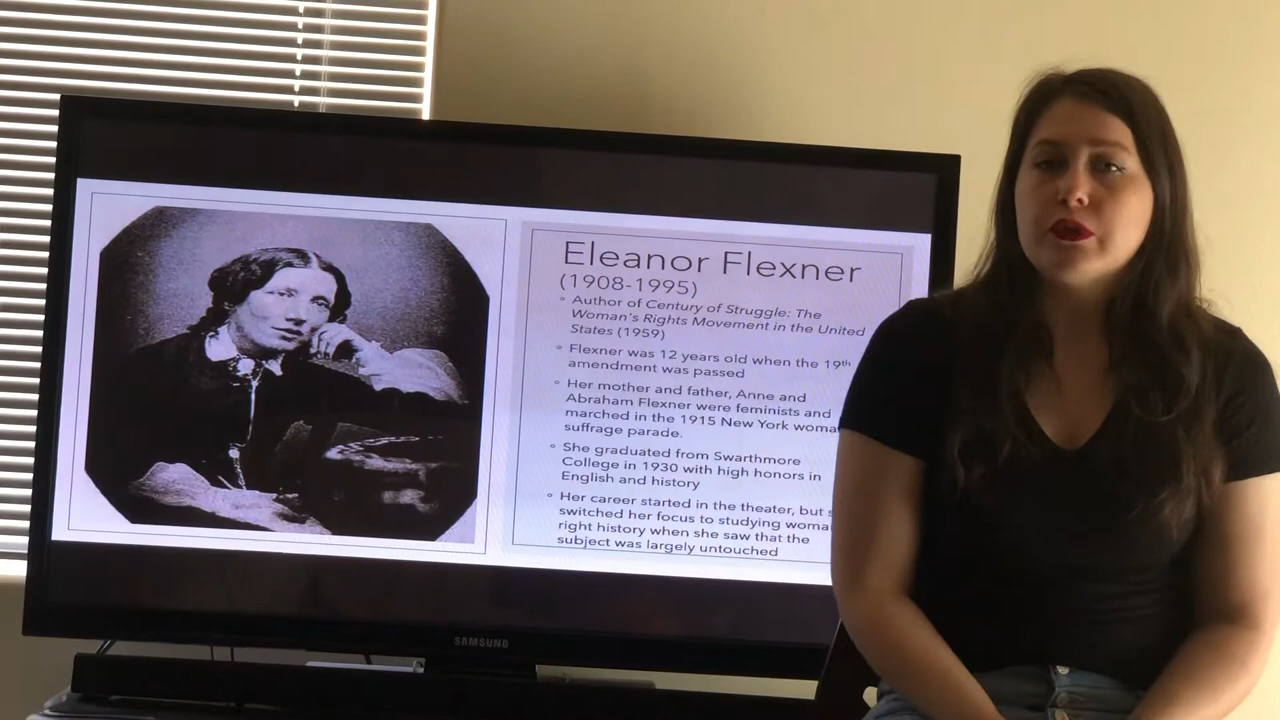 Eleanor Flexner
(1908-1995)
Author of Century of Struggle: The
Woman's Rights Movement in the United
States (1959)
Flexner was 12 years old when the 19th
amendment was passed
Her mother and father, Anne and
Abraham Flexner were feminists and
marched in the 1915 New York
suffrage parade.
She graduated from Swarthmore
College in 1930 with high honors in
English and history
Her career started in the theater, but
switched her focus to studying
right history when she saw that the
subject was largely untouched
SAMSUNG